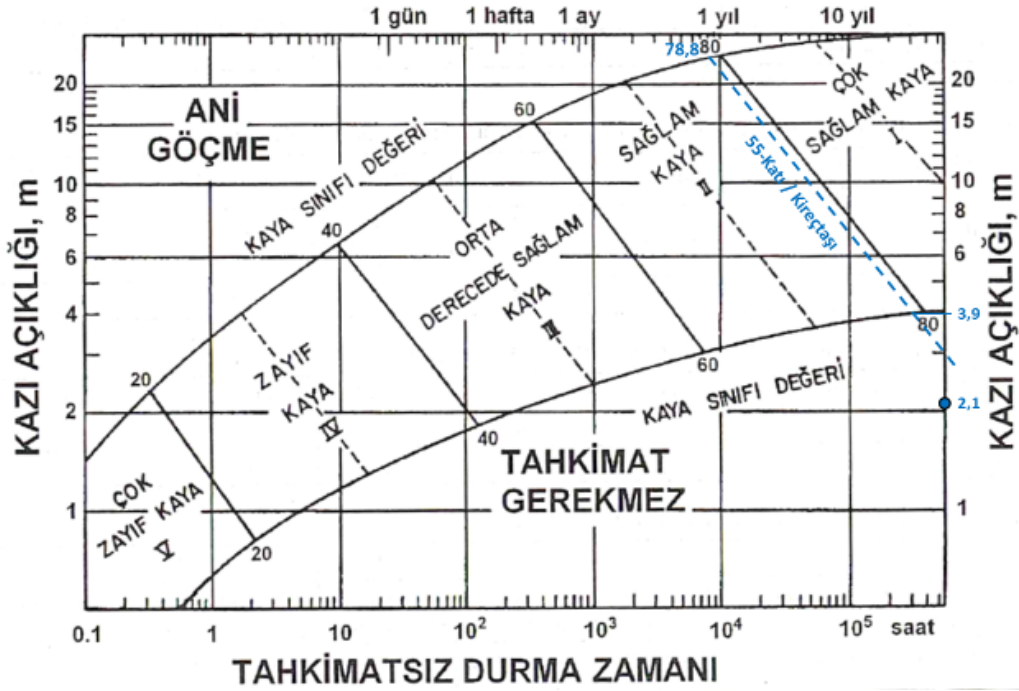 1 gün 1 hafta 1 ay 1 yıl 10 yıl
78,8 80
20 20
ANİ
GÖÇME
ÇOK
SAĞLAM KAYA
I
15 15
60
SAĞLAM
KAYA
II
KAYA SINIFI DEĞERİ
10 10
55-Katı / Kireçtaşı
8 8
40
ORTA
DERECEDE SAĞLAM
KAYA
III
6 6
KAZI AÇIKLIĞI, m
KAZI AÇIKLIĞI, m
4 3,9
80
20
ZAYIF
KAYA
IV
60
KAYA SINIFI DEĞERİ
2 2,1
40
ÇOK
ZAYIF KAYA
V
TAHKİMAT
GEREKMEZ
1 1
20
0.1 1 10 10² 10³ 10⁴ 10⁵ saat
TAHKİMATSIZ DURMA ZAMANI